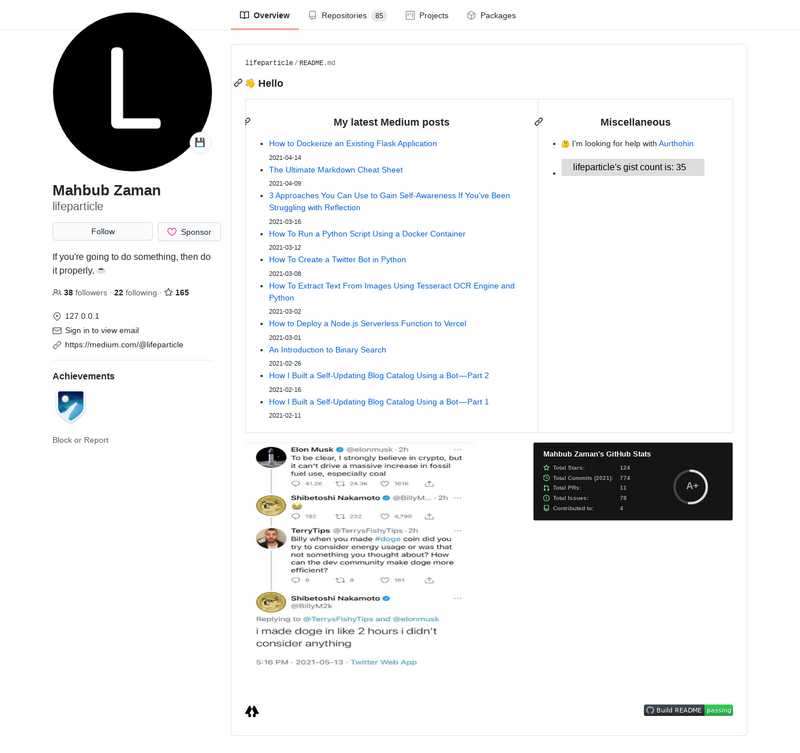 Overview
Repositories 85
Projects
Packages
L
Mahbub Zaman
lifeparticle
Follow
Sponsor
If you're going to do something, then do
it properly. ☕
38 followers · 22 following · 165
127.0.0.1
Sign in to view email
https://medium.com/@lifeparticle
Achievements
Block or Report
lifeparticle / README.md
👋 Hello
My latest Medium posts
How to Dockerize an Existing Flask Application
2021-04-14
The Ultimate Markdown Cheat Sheet
2021-04-09
3 Approaches You Can Use to Gain Self-Awareness If You've Been
Struggling with Reflection
2021-03-16
How To Run a Python Script Using a Docker Container
2021-03-12
How To Create a Twitter Bot in Python
2021-03-08
How To Extract Text From Images Using Tesseract OCR Engine and
Python
2021-03-02
How to Deploy a Node.js Serverless Function to Vercel
2021-03-01
An Introduction to Binary Search
2021-02-26
How I Built a Self-Updating Blog Catalog Using a Bot — Part 2
2021-02-16
How I Built a Self-Updating Blog Catalog Using a Bot — Part 1
2021-02-11
Miscellaneous
🤔 I'm looking for help with Aurthohin
lifeparticle's gist count is: 35
Elon Musk @elonmusk · 2h
To be clear, I strongly believe in crypto, but
it can't drive a massive increase in fossil
fuel use, especially coal
41.2K 24.3K 161K
Shibetoshi Nakamoto @BillyM... · 2h
😂
192 232 4,790
TerryTips @TerrysFishyTips · 2h
Billy when you made #doge coin did you
try to consider energy usage or was that
not something you thought about? How
can the dev community make doge more
efficient?
6 8 181
Shibetoshi Nakamoto
@BillyM2k
Replying to @TerrysFishyTips and @elonmusk
i made doge in like 2 hours i didn't
consider anything
5:16 PM · 2021-05-13 · Twitter Web App
Mahbub Zaman's GitHub Stats
Total Stars: 124
Total Commits (2021): 774
Total PRs: 11
Total Issues: 78
Contributed to: 4
A+
Build README passing